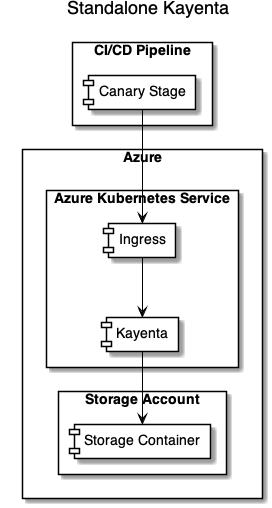 Standalone Kayenta
CI/CD Pipeline
Canary Stage
Azure
Azure Kubernetes Service
Ingress
Kayenta
Storage Account
Storage Container